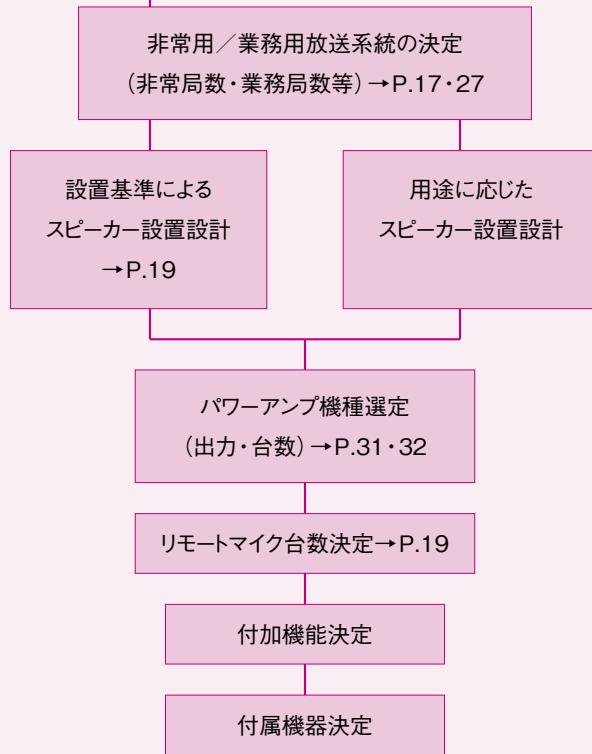 非常用／業務用放送系統の決定
（非常局数・業務局数等）→P.17・27
設置基準による
スピーカー設置設計
→P.19
用途に応じた
スピーカー設置設計
パワーアンプ機種選定
（出力・台数）→P.31・32
リモートマイク台数決定→P.19
付加機能決定
付属機器決定